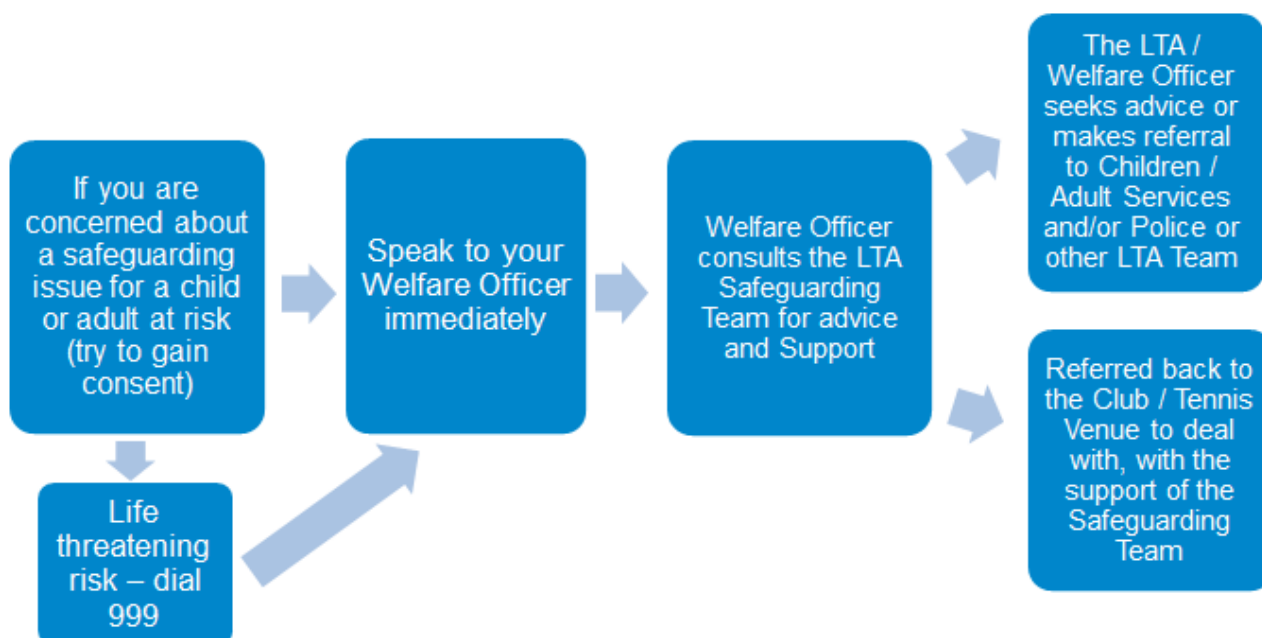 If you are
concerned about
a safeguarding
issue for a child
or adult at risk
(try to gain
consent)
Life
threatening
risk – dial
999
Speak to your
Welfare Officer
immediately
Welfare Officer
consults the LTA
Safeguarding
Team for advice
and Support
The LTA /
Welfare Officer
seeks advice or
makes referral
to Children /
Adult Services
and/or Police or
other LTA Team
Referred back to
the Club / Tennis
Venue to deal
with, with the
support of the
Safeguarding
Team